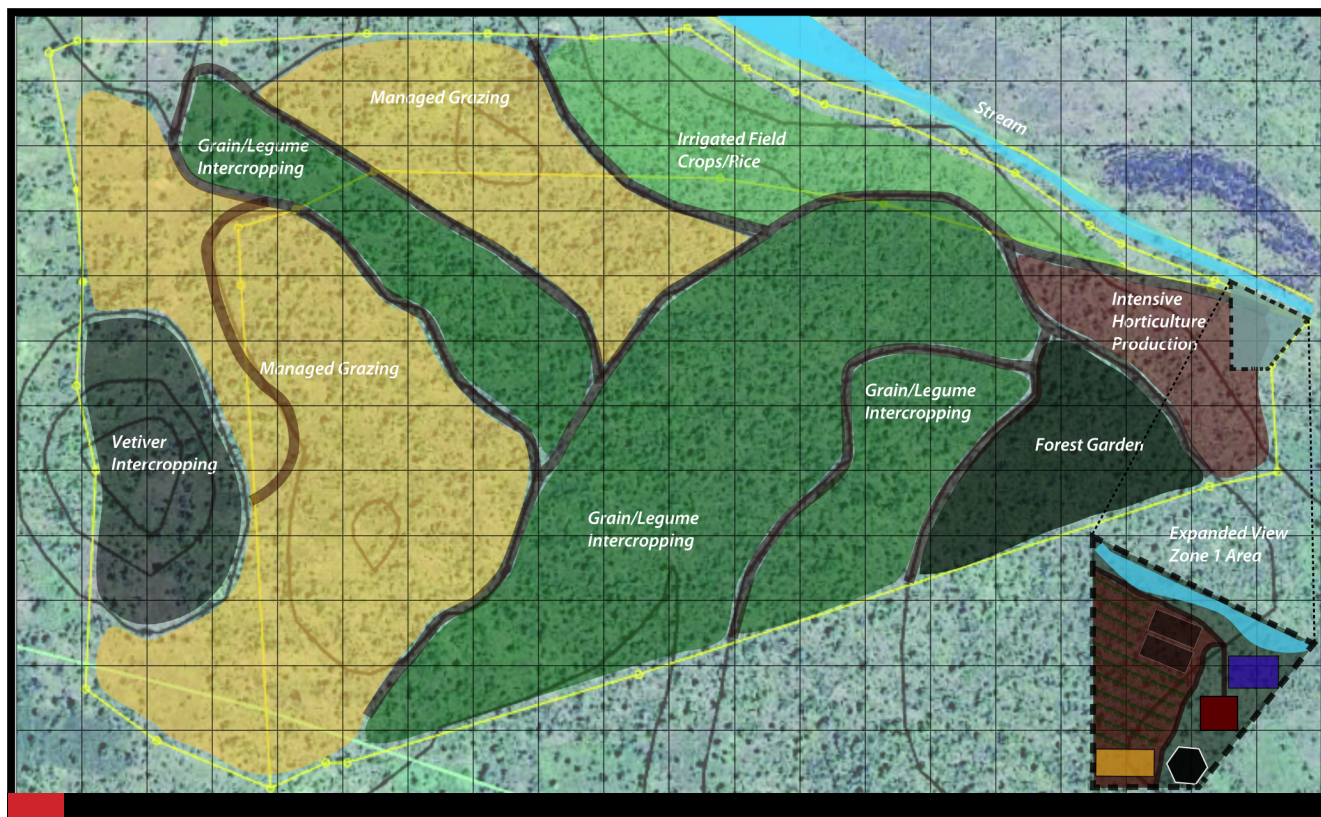 Managed Grazing
Grain/Legume
Intercropping
Irrigated Field
Crops/Rice
Stream
Intensive
Horticulture
Production
Managed Grazing
Grain/Legume
Intercropping
Vetiver
Intercropping
Forest Garden
Grain/Legume
Intercropping
Expanded View
Zone 1 Area